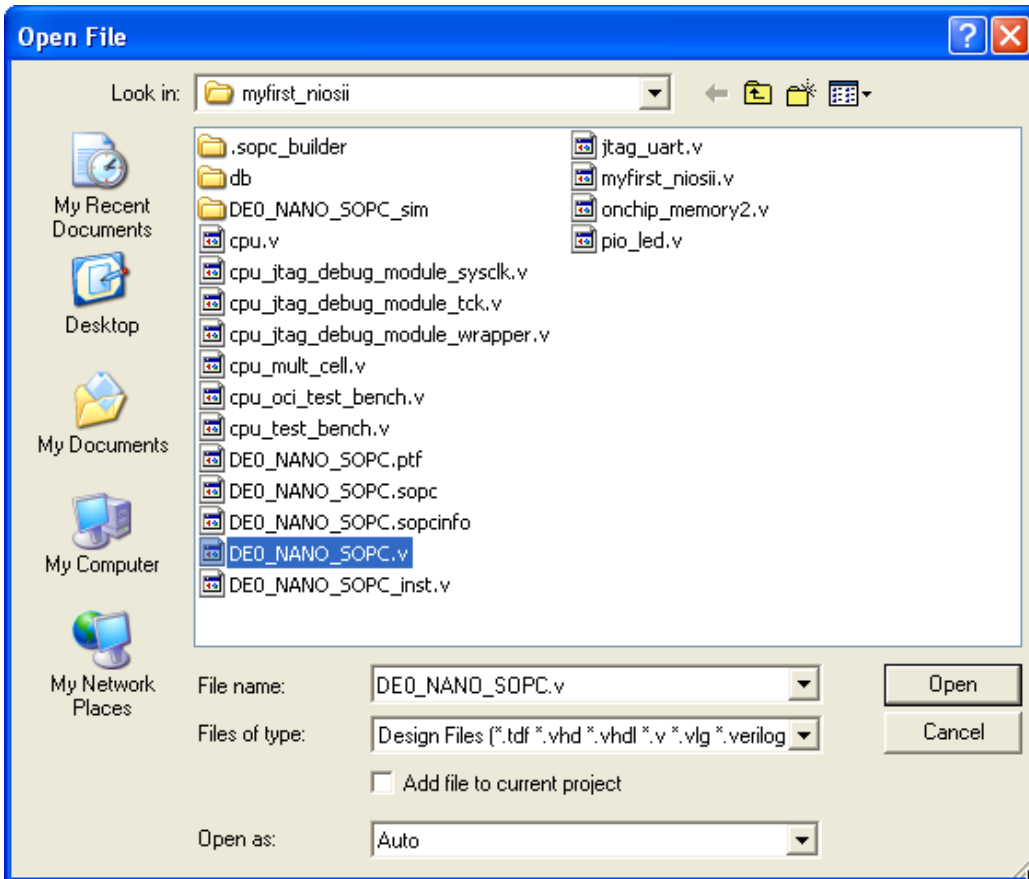 Open File
Look in: myfirst_niosii
My Recent
Documents
Desktop
My Documents
My Computer
My Network
Places
.sopc_builder
db
DE0_NANO_SOPC_sim
cpu.v
cpu_jtag_debug_module_sysclk.v
cpu_jtag_debug_module_tck.v
cpu_jtag_debug_module_wrapper.v
cpu_mult_cell.v
cpu_oci_test_bench.v
cpu_test_bench.v
DE0_NANO_SOPC.ptf
DE0_NANO_SOPC.sopc
DE0_NANO_SOPC.sopcinfo
DE0_NANO_SOPC.v
DE0_NANO_SOPC_inst.v
jtag_uart.v
myfirst_niosii.v
onchip_memory2.v
pio_led.v
File name: DE0_NANO_SOPC.v Open
Files of type: Design Files (*.tdf *.vhd *.vhdl *.v *.vlg *.verilog Cancel
Add file to current project
Open as: Auto